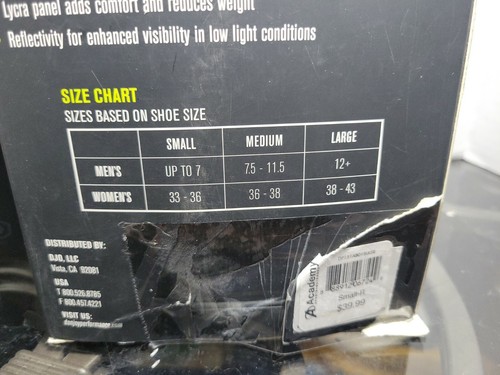 Lycra panel adds comfort and reduces weight
Reflectivity for enhanced visibility in low light conditions
SIZE CHART
SIZES BASED ON SHOE SIZE
SMALL MEDIUM LARGE
MEN'S UP TO 7 7.5 - 11.5 12+
WOMEN'S 33 - 36 36 - 38 38 - 43
DISTRIBUTED BY:
DJO, LLC
Vista, CA 92081
USA
T 800.526.8785
F 800.457.4221
VISIT US:
donjoyperformance.com
Academy
$39.99